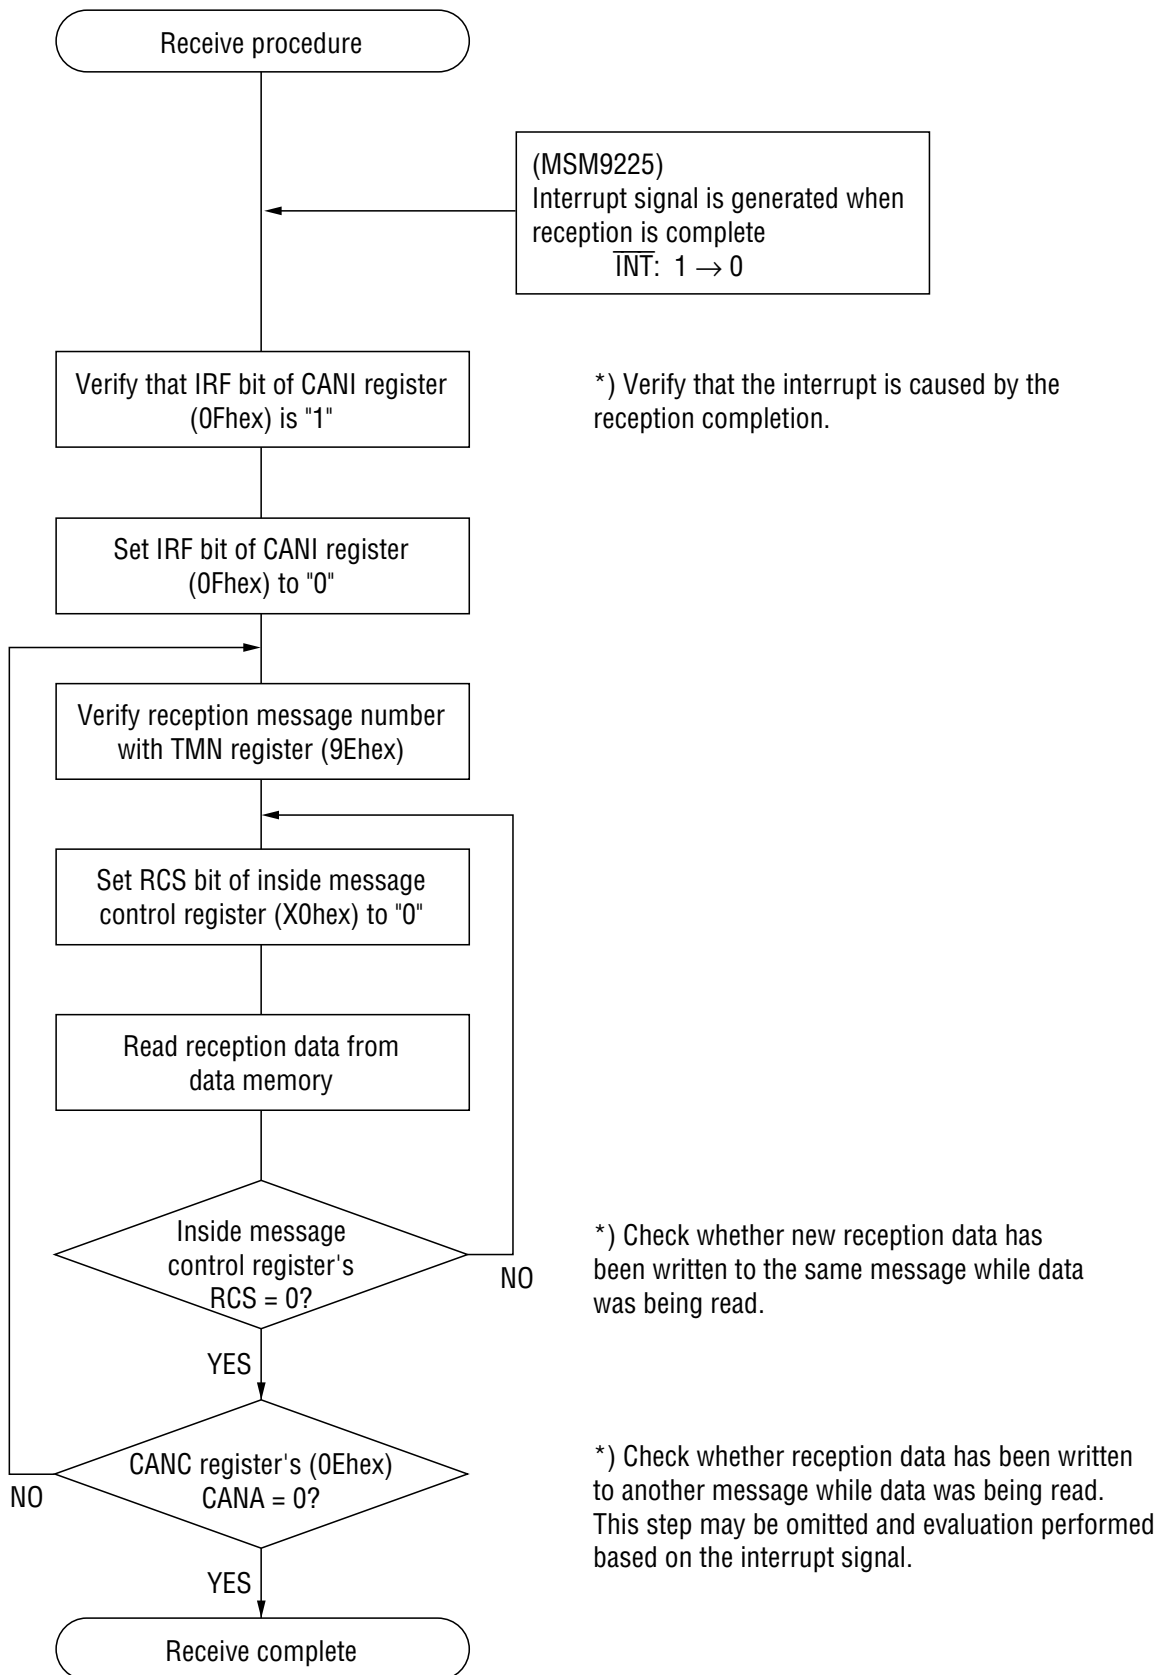 Receive procedure
(MSM9225)
Interrupt signal is generated when
reception is complete
INT: 1 → 0
Verify that IRF bit of CANI register
(0Fhex) is "1"
*) Verify that the interrupt is caused by the
reception completion.
Set IRF bit of CANI register
(0Fhex) to "0"
Verify reception message number
with TMN register (9Ehex)
Set RCS bit of inside message
control register (X0hex) to "0"
Read reception data from
data memory
Inside message
control register's
RCS = 0?
NO
*) Check whether new reception data has
been written to the same message while data
was being read.
YES
CANC register's (0Ehex)
CANA = 0?
NO
*) Check whether reception data has been written
to another message while data was being read.
This step may be omitted and evaluation performed
based on the interrupt signal.
YES
Receive complete